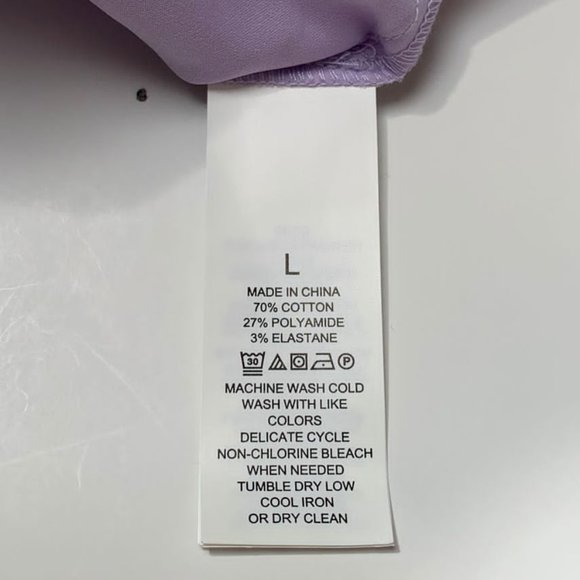 L
MADE IN CHINA
70% COTTON
27% POLYAMIDE
3% ELASTANE
30 P
MACHINE WASH COLD
WASH WITH LIKE
COLORS
DELICATE CYCLE
NON-CHLORINE BLEACH
WHEN NEEDED
TUMBLE DRY LOW
COOL IRON
OR DRY CLEAN